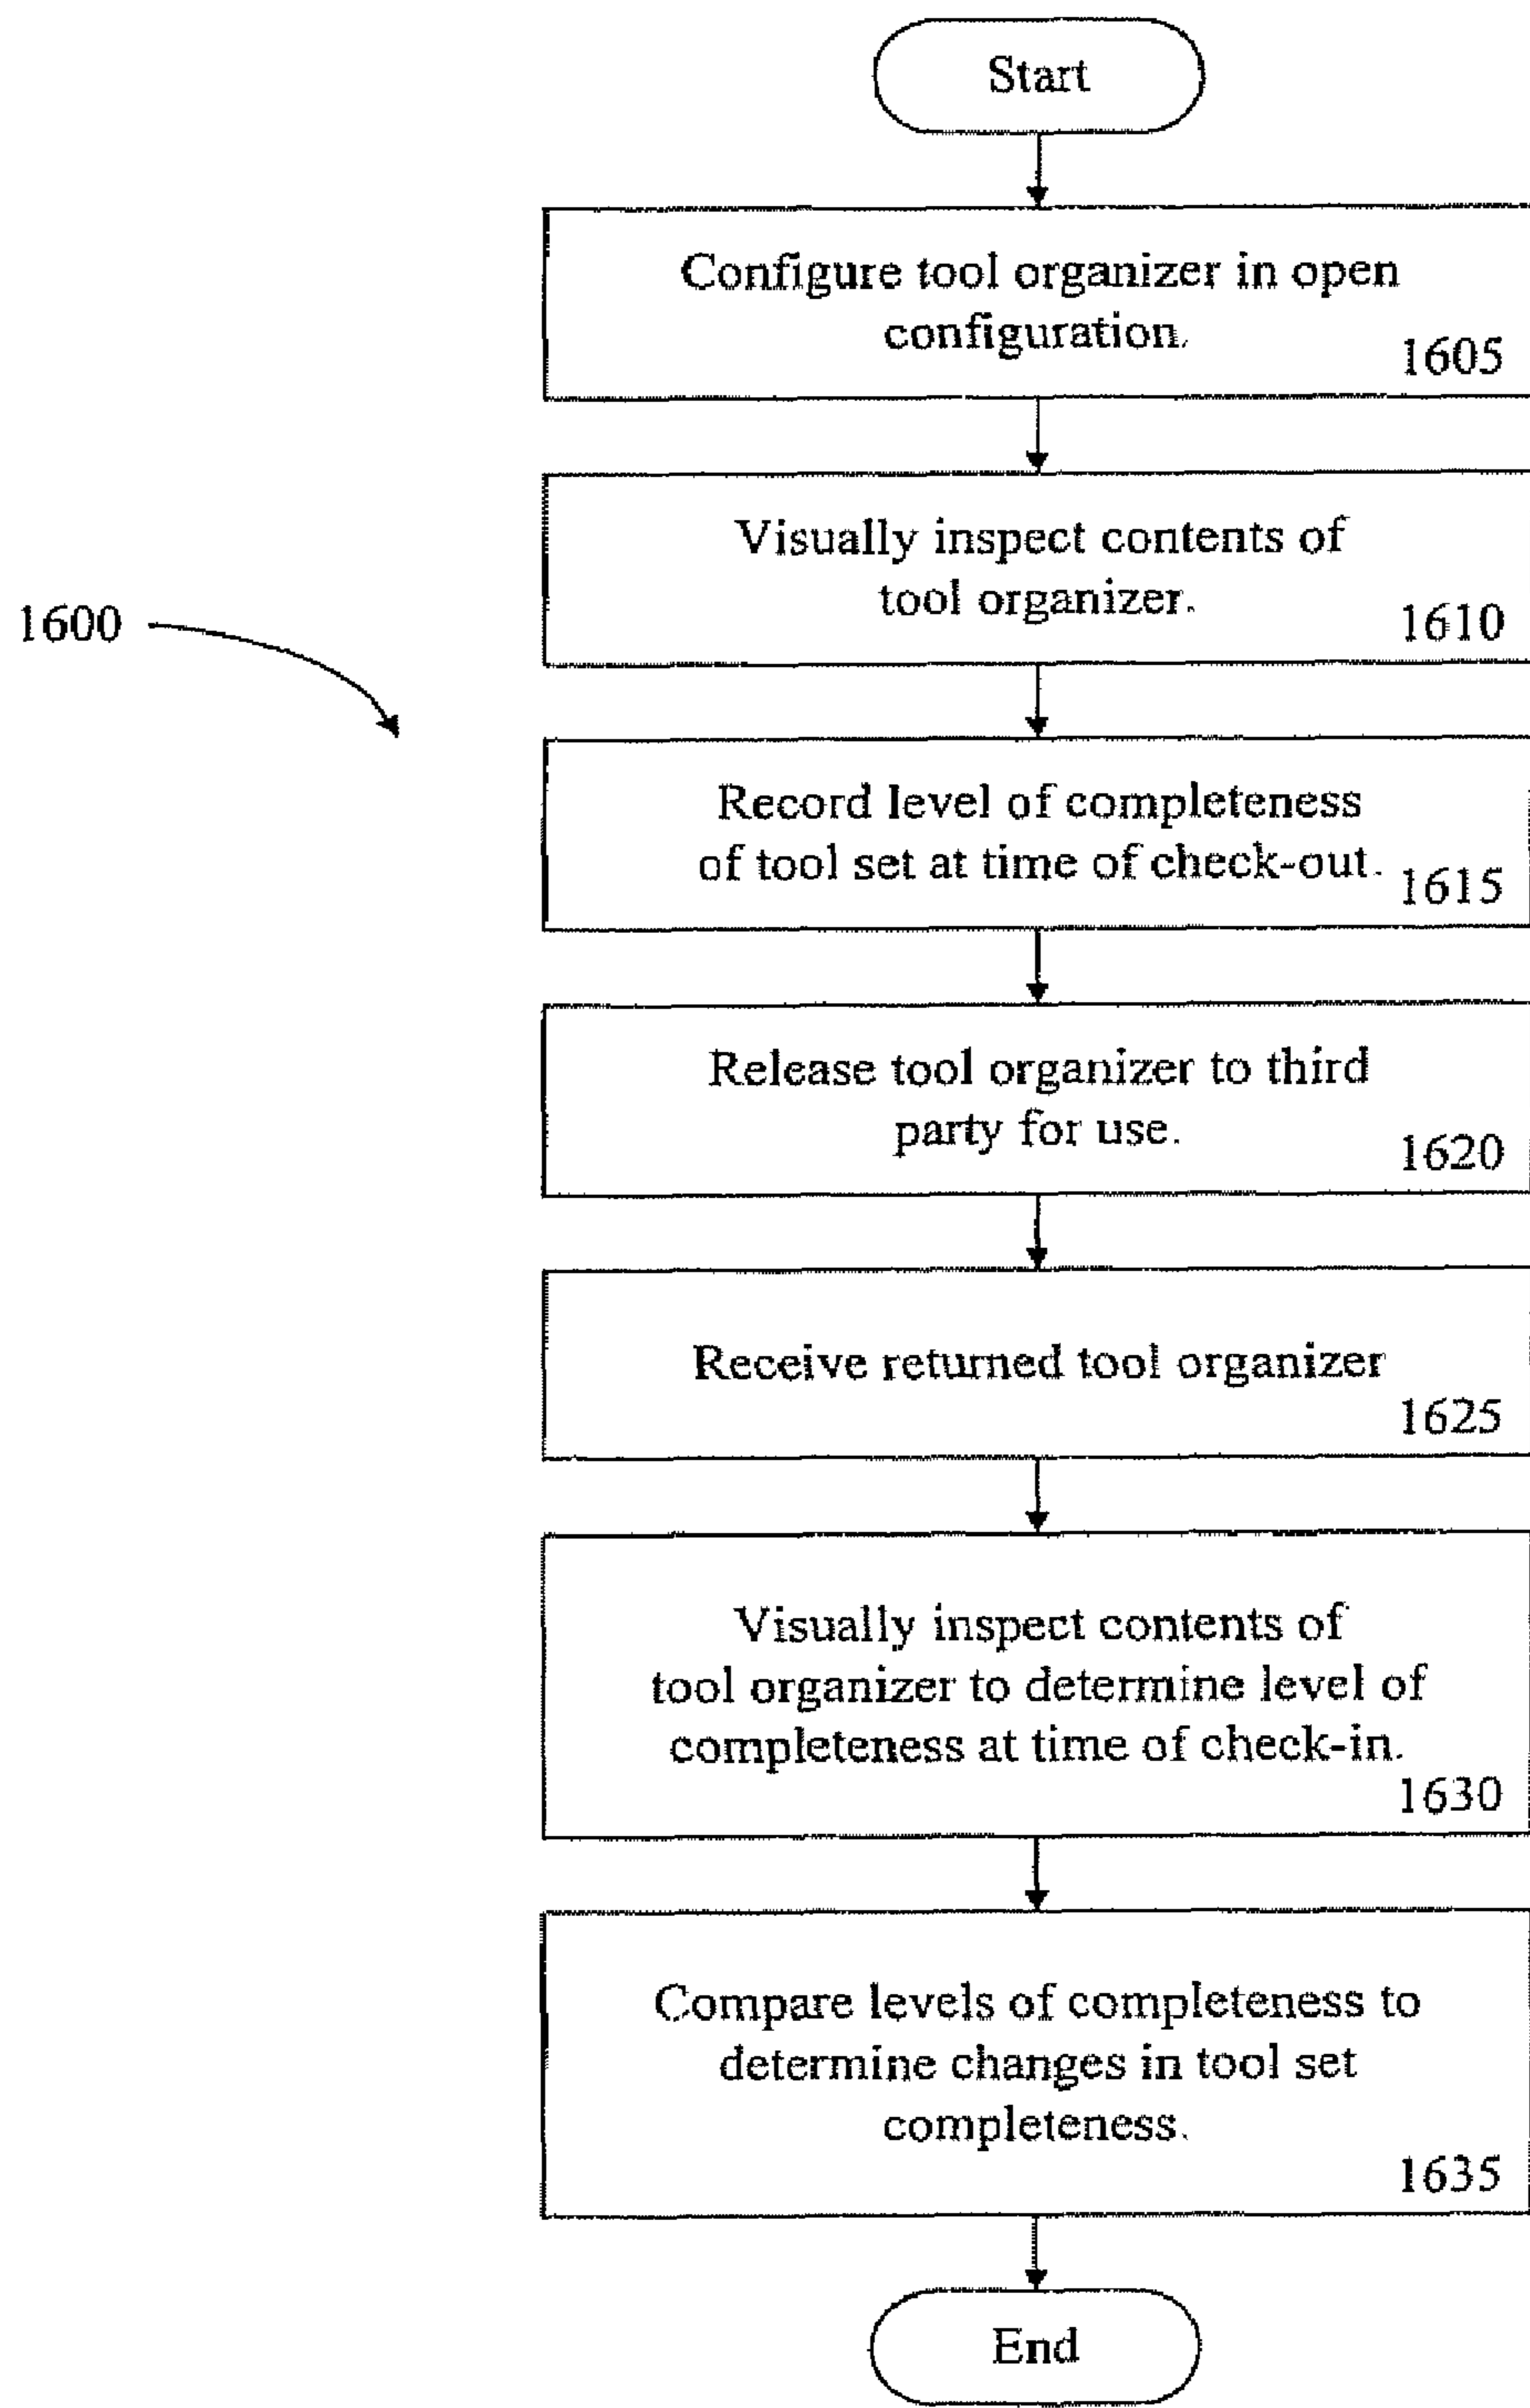 Start
Configure tool organizer in open
configuration.
1605
Visually inspect contents of
tool organizer.
1610
1600
Record level of completeness
of tool set at time of check-out.
1615
Release tool organizer to third
party for use.
1620
Receive returned tool organizer
1625
Visually inspect contents of
tool organizer to determine level of
completeness at time of check-in.
1630
Compare levels of completeness to
determine changes in tool set
completeness.
1635
End